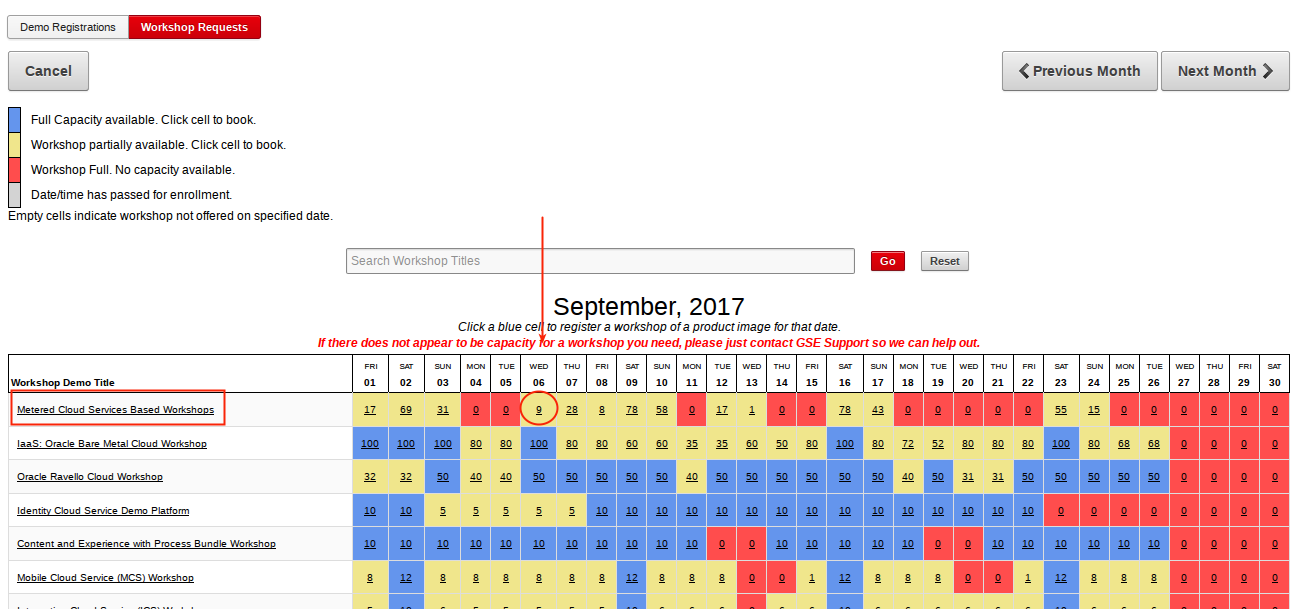 Demo Registrations Workshop Requests
Cancel Previous Month Next Month
Full Capacity available. Click cell to book.
Workshop partially available. Click cell to book.
Workshop Full. No capacity available.
Date/time has passed for enrollment.
Empty cells indicate workshop not offered on specified date.
Search Workshop Titles Go Reset
September, 2017
Click a blue cell to register a workshop of a product image for that date.
If there does not appear to be capacity for a workshop you need, please just contact GSE Support so we can help out.
FRI SAT SUN MON TUE WED THU FRI SAT SUN MON TUE WED THU FRI SAT SUN MON TUE WED THU FRI SAT SUN MON TUE WED THU FRI SAT
Workshop Demo Title 01 02 03 04 05 06 07 08 09 10 11 12 13 14 15 16 17 18 19 20 21 22 23 24 25 26 27 28 29 30
Metered Cloud Services Based Workshops 17 69 31 0 0 9 28 8 78 58 0 17 1 0 0 78 43 0 0 0 0 0 55 15 0 0 0 0 0 0
IaaS: Oracle Bare Metal Cloud Workshop 100 100 100 80 80 100 80 80 60 60 35 35 60 50 80 100 80 72 52 80 80 80 100 80 68 68 0 0 0 0
Oracle Ravello Cloud Workshop 32 32 50 40 40 50 50 50 50 50 40 50 50 50 50 50 50 40 50 31 31 50 50 50 50 50 0 0 0 0
Identity Cloud Service Demo Platform 10 10 5 5 5 5 5 10 10 10 10 10 10 10 10 10 10 10 10 10 10 10 0 0 0 0 0 0 0 0
Content and Experience with Process Bundle Workshop 10 10 10 10 10 10 10 10 10 10 10 0 0 10 10 10 10 10 0 0 10 10 10 10 10 10 0 0 0 0
Mobile Cloud Service (MCS) Workshop 8 12 8 8 8 8 8 8 12 8 8 8 0 0 1 12 8 8 8 0 0 1 12 8 8 8 0 0 0 0